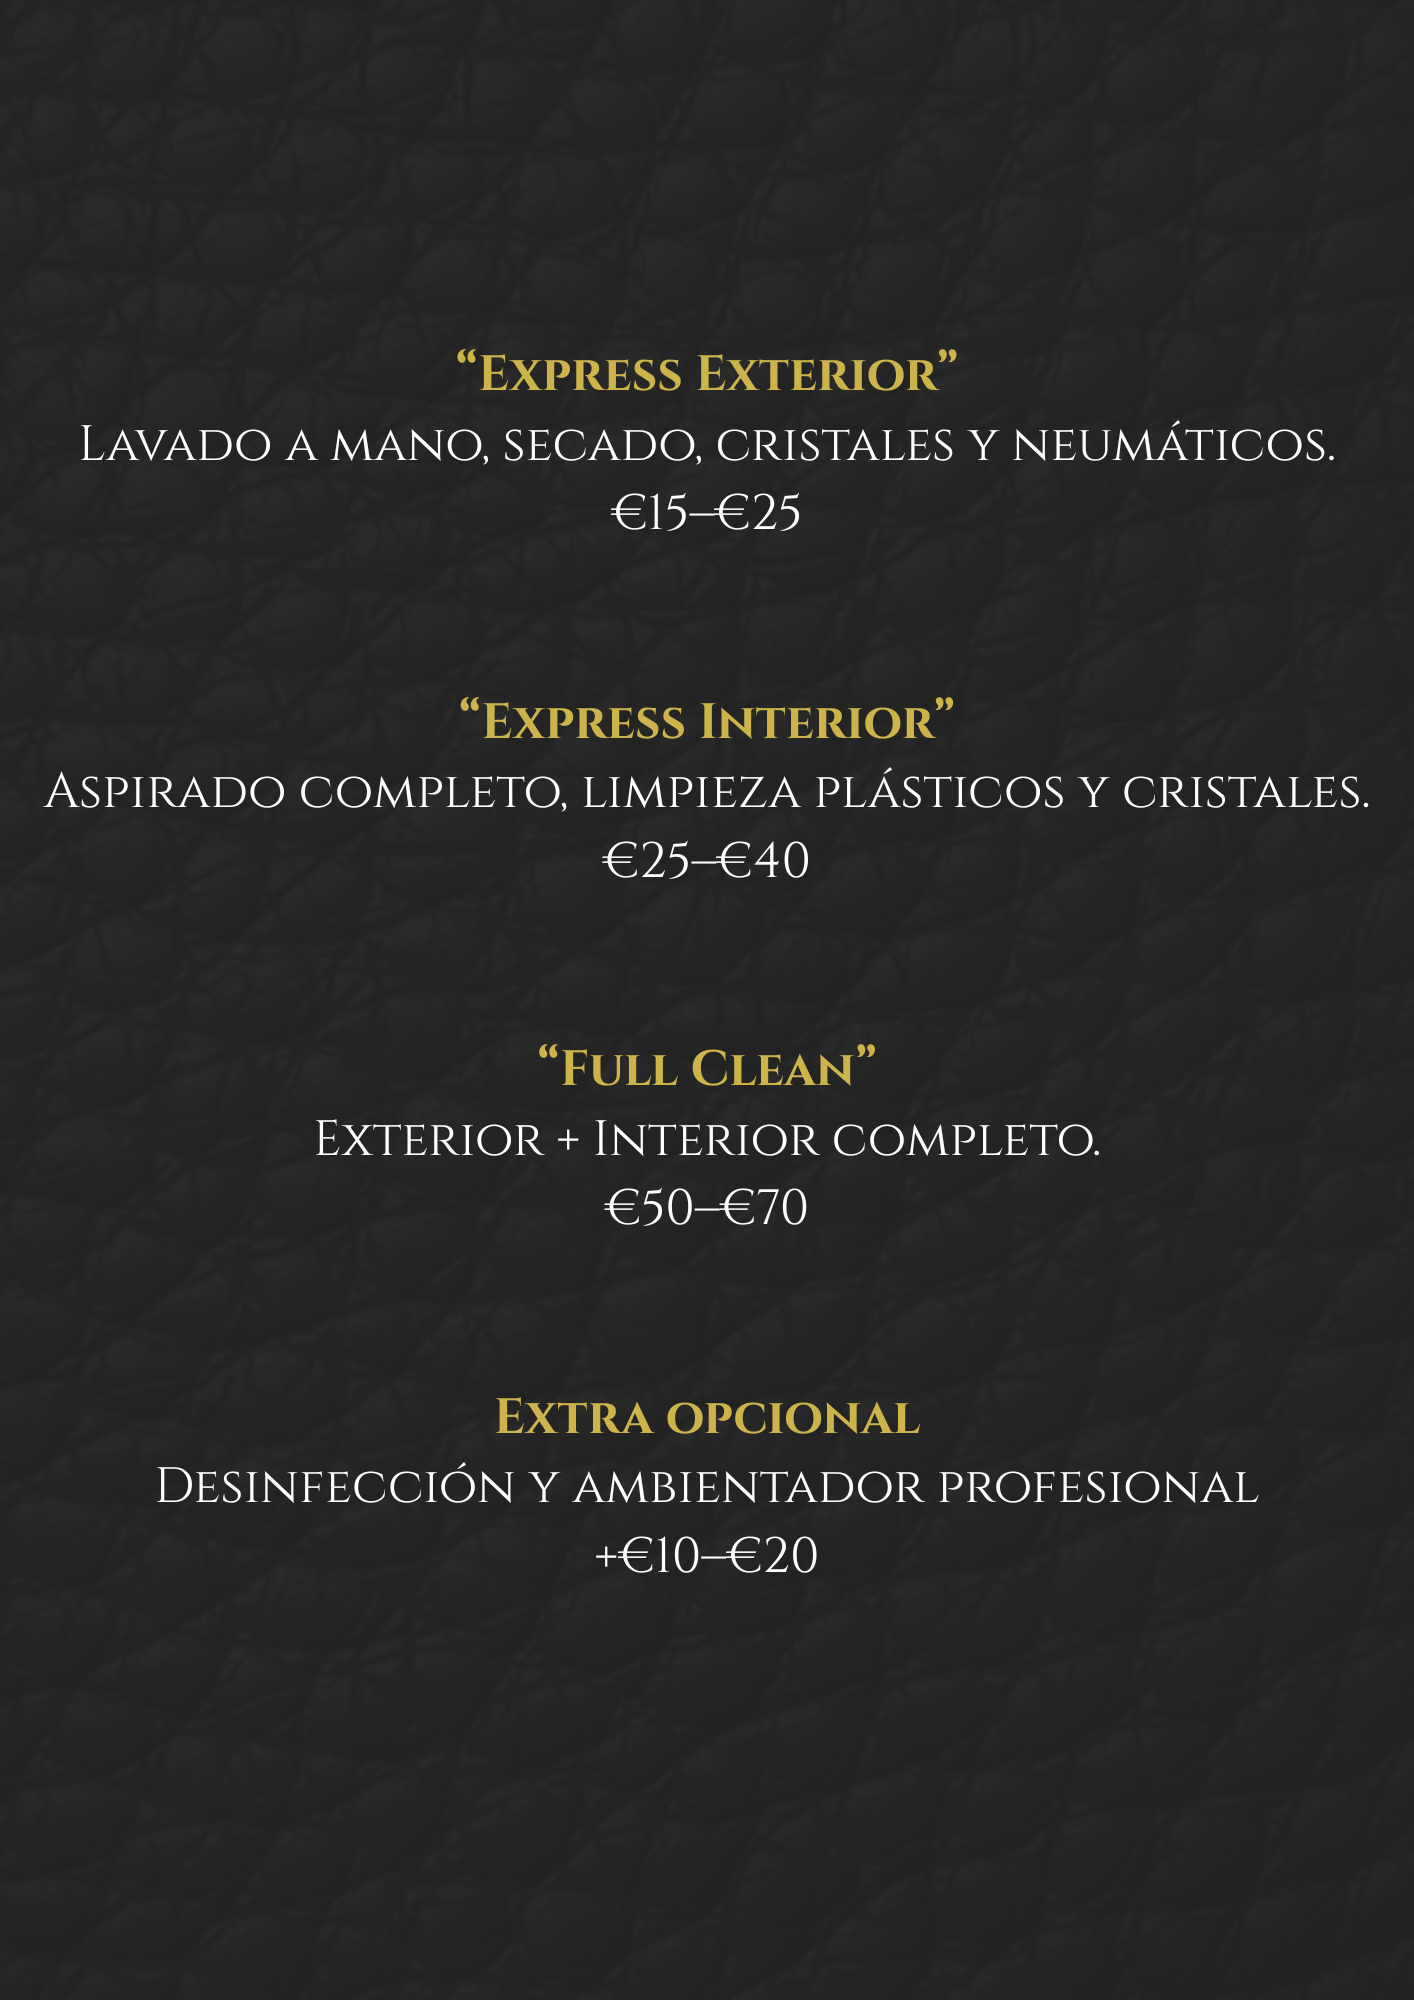 “Express Exterior”
Lavado a mano, secado, cristales y neumáticos.
€15–€25
“Express Interior”
Aspirado completo, limpieza plásticos y cristales.
€25–€40
“Full Clean”
Exterior + Interior completo.
€50–€70
Extra opcional
Desinfección y ambientador profesional
+€10–€20